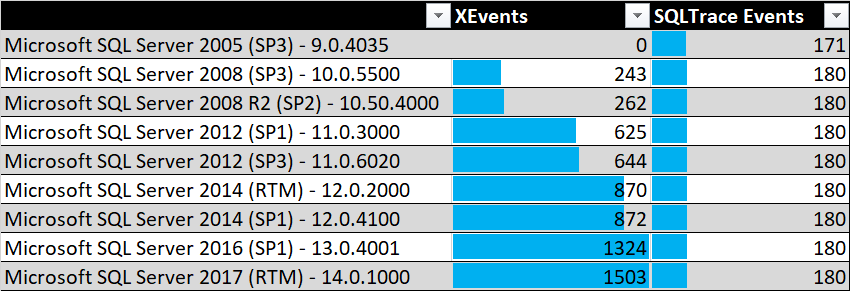 XEvents SQLTrace Events
Microsoft SQL Server 2005 (SP3) - 9.0.4035 0 171
Microsoft SQL Server 2008 (SP3) - 10.0.5500 243 180
Microsoft SQL Server 2008 R2 (SP2) - 10.50.4000 262 180
Microsoft SQL Server 2012 (SP1) - 11.0.3000 625 180
Microsoft SQL Server 2012 (SP3) - 11.0.6020 644 180
Microsoft SQL Server 2014 (RTM) - 12.0.2000 870 180
Microsoft SQL Server 2014 (SP1) - 12.0.4100 872 180
Microsoft SQL Server 2016 (SP1) - 13.0.4001 1324 180
Microsoft SQL Server 2017 (RTM) - 14.0.1000 1503 180